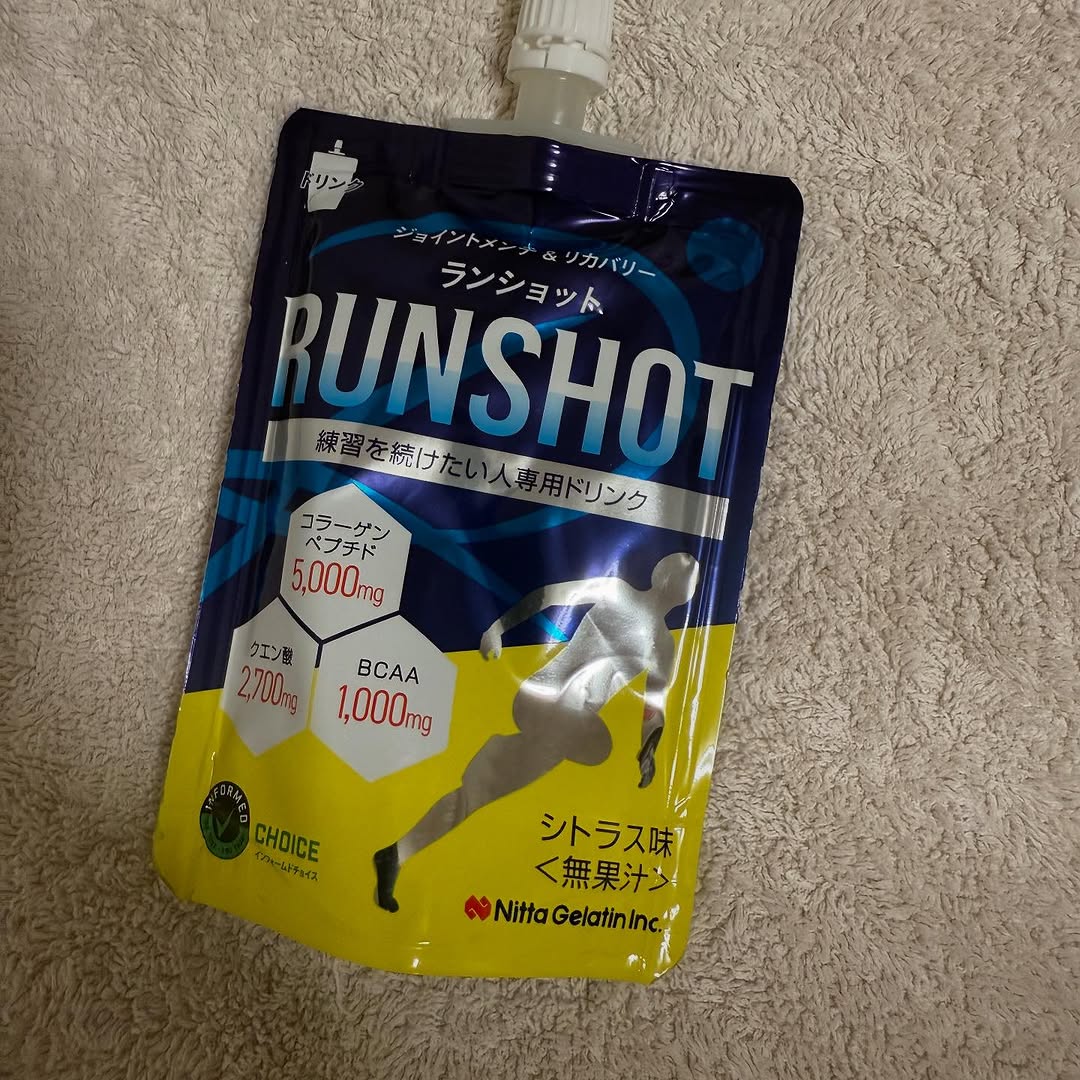 ドリンク
ジョイントメンテ & リカバリー
ランショット
RUNSHOT
練習を続けたい人専用ドリンク
コラーゲン
ペプチド
5,000mg
クエン酸
2,700mg
BCAA
1,000mg
INFORMED
CHOICE
インフォームドチョイス
シトラス味
<無果汁>
Nitta Gelatin Inc.